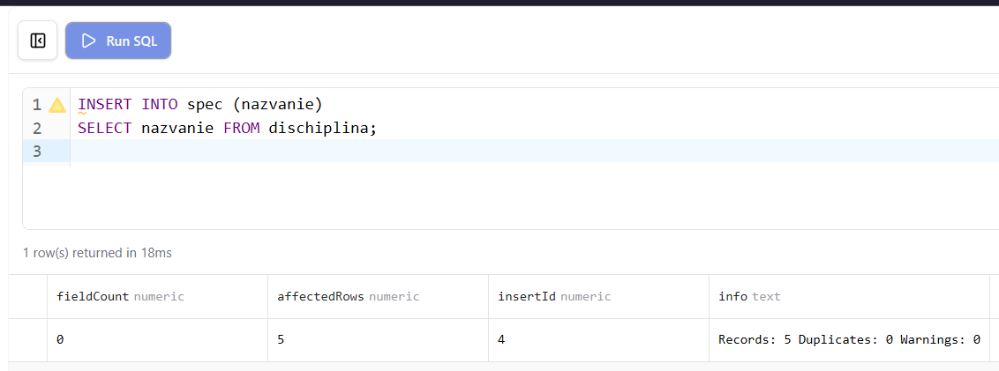 Run SQL
1 INSERT INTO spec (nazvanie)
2 SELECT nazvanie FROM dischiplina;
3
1 row(s) returned in 18ms
fieldCount numeric affectedRows numeric insertId numeric info text
0 5 4 Records: 5 Duplicates: 0 Warnings: 0